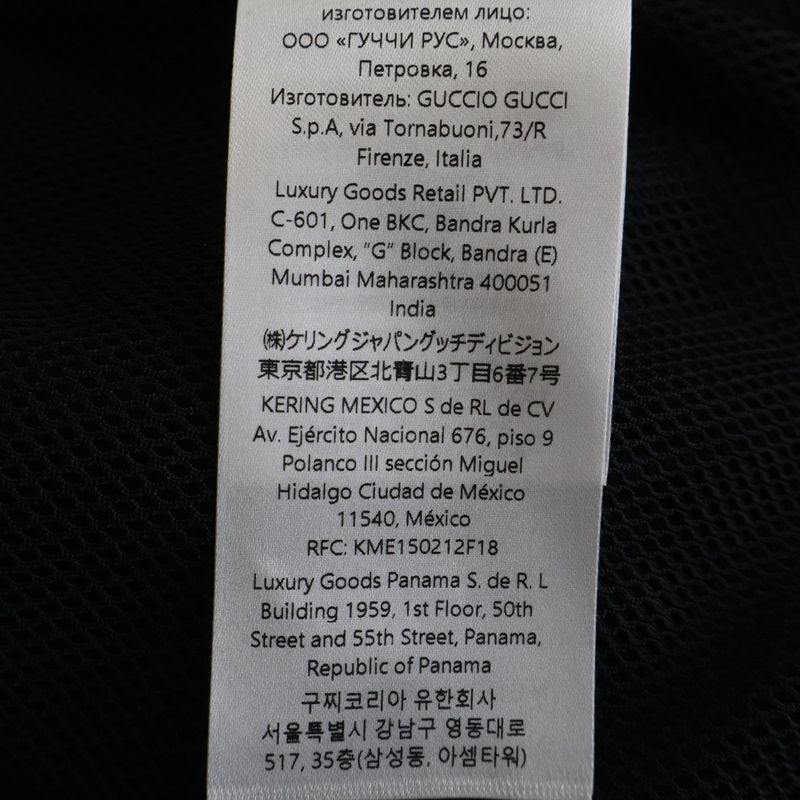 изготовителем лицо:
ООО «ГУЧЧИ РУС», Москва,
Петровка, 16
Изготовитель: GUCCIO GUCCI
S.p.A, via Tornabuoni,73/R
Firenze, Italia
Luxury Goods Retail PVT. LTD.
C-601, One BKC, Bandra Kurla
Complex, "G" Block, Bandra (E)
Mumbai Maharashtra 400051
India
㈱ケリングジャパングッチディビジョン
東京都港区北青山3丁目6番7号
KERING MEXICO S de RL de CV
Av. Ejército Nacional 676, piso 9
Polanco III sección Miguel
Hidalgo Ciudad de México
11540, México
RFC: KME150212F18
Luxury Goods Panama S. de R. L
Building 1959, 1st Floor, 50th
Street and 55th Street, Panama,
Republic of Panama
구찌코리아 유한회사
서울특별시 강남구 영동대로
517, 35층(삼성동, 아셈타워)